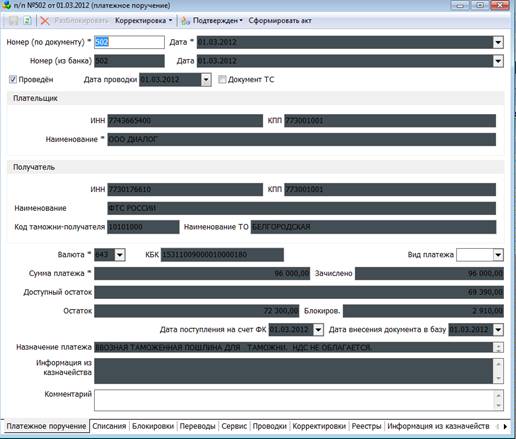 п/п №502 от 01.03.2012 (платежное поручение)
Разблокировать Корректировка Подтвержден Сформировать акт
Номер (по документу) * 502 Дата * 01.03.2012
Номер (из банка) 502 Дата 01.03.2012
Проведён Дата проводки 01.03.2012 Документ ТС
Плательщик
ИНН 7743665400 КПП 773001001
Наименование * ООО ДИАЛОГ
Получатель
ИНН 7730176610 КПП 773001001
Наименование ФТС РОССИИ
Код таможни-получателя 10101000 Наименование ТО БЕЛГОРОДСКАЯ
Валюта * 643 КБК 15311009000010000180 Вид платежа
Сумма платежа * 96 000,00 Зачислено 96 000,00
Доступный остаток 69 390,00
Остаток 72 300,00 Блокиров. 2 910,00
Дата поступления на счет ФК 01.03.2012 Дата внесения документа в базу 01.03.2012
Назначение платежа ВВОЗНАЯ ТАМОЖЕННАЯ ПОШЛИНА ДЛЯ ТАМОЖНИ. НДС НЕ ОБЛАГАЕТСЯ.
Информация из
казначейства
Комментарий
Платежное поручение Списания Блокировки Переводы Сервис Проводки Корректировки Реестры Информация из казначейств